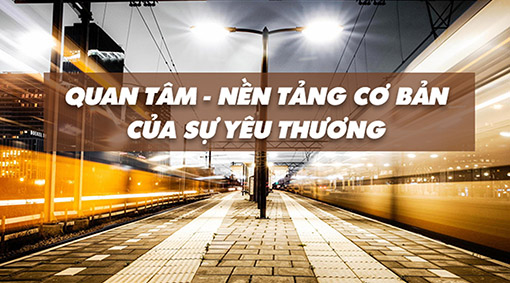 QUAN TÂM - NỀN TẢNG CƠ BẢN
CỦA SỰ YÊU THƯƠNG